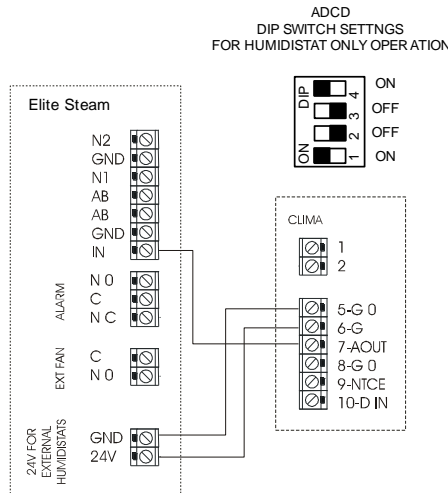 ADCD
DIP SWITCH SETTNGS
FOR HUMIDISTAT ONLY OPERATION
DIP
ON
4
ON
3
OFF
2
OFF
1
ON
Elite Steam
N2
GND
N1
AB
AB
GND
IN
ALARM
N 0
C
N C
EXT FAN
C
N 0
24V FOR
EXTERNAL
HUMIDISTATS
GND
24V
CLIMA
1
2
5-G 0
6-G
7-AOUT
8-G 0
9-NTCE
10-D IN